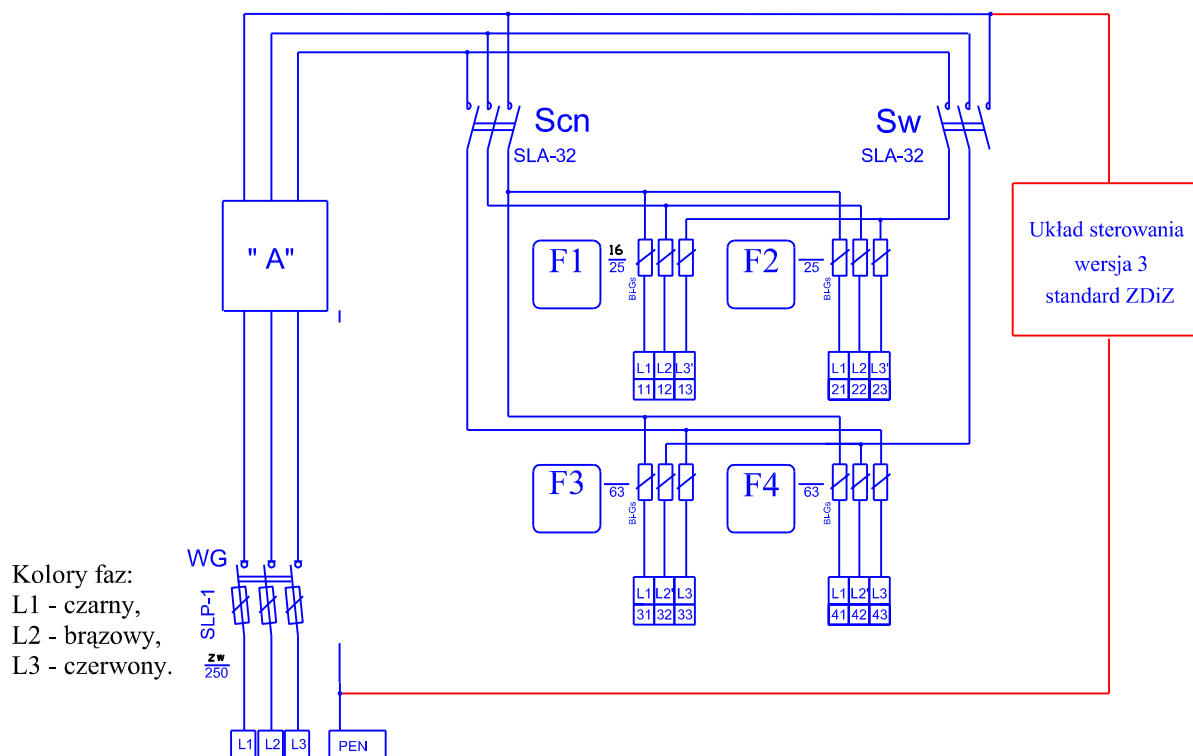 Scn
SLA-32
Sw
SLA-32
" A"
Układ sterowania
wersja 3
standard ZDiZ
F1
16
25
Bi-Gs
F2
25
Bi-Gs
L1 L2 L3'
11 12 13
L1 L2 L3'
21 22 23
F3
63
Bi-Gs
F4
63
Bi-Gs
L1 L2' L3
31 32 33
L1 L2' L3
41 42 43
WG
SLP-1
zw
250
Kolory faz:
L1 - czarny,
L2 - brązowy,
L3 - czerwony.
L1 L2 L3 PEN